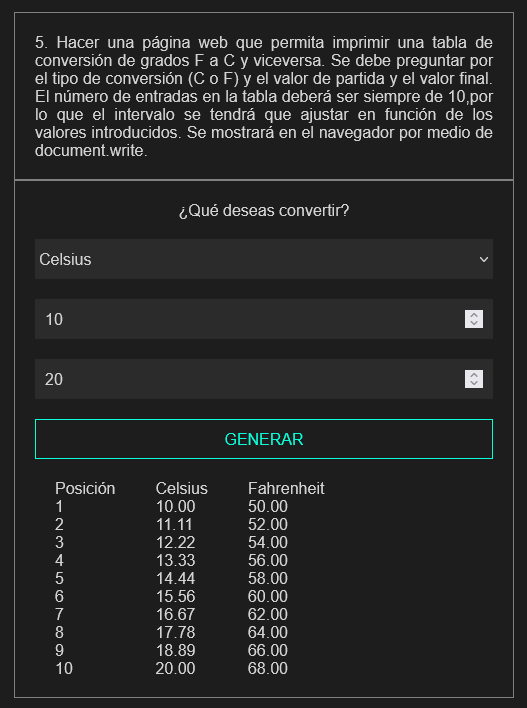 5. Hacer una página web que permita imprimir una tabla de
conversión de grados F a C y viceversa. Se debe preguntar por
el tipo de conversión (C o F) y el valor de partida y el valor final.
El número de entradas en la tabla deberá ser siempre de 10,por
lo que el intervalo se tendrá que ajustar en función de los
valores introducidos. Se mostrará en el navegador por medio de
document.write.
¿Qué deseas convertir?
Celsius
10
20
GENERAR
Posición Celsius Fahrenheit
1 10.00 50.00
2 11.11 52.00
3 12.22 54.00
4 13.33 56.00
5 14.44 58.00
6 15.56 60.00
7 16.67 62.00
8 17.78 64.00
9 18.89 66.00
10 20.00 68.00